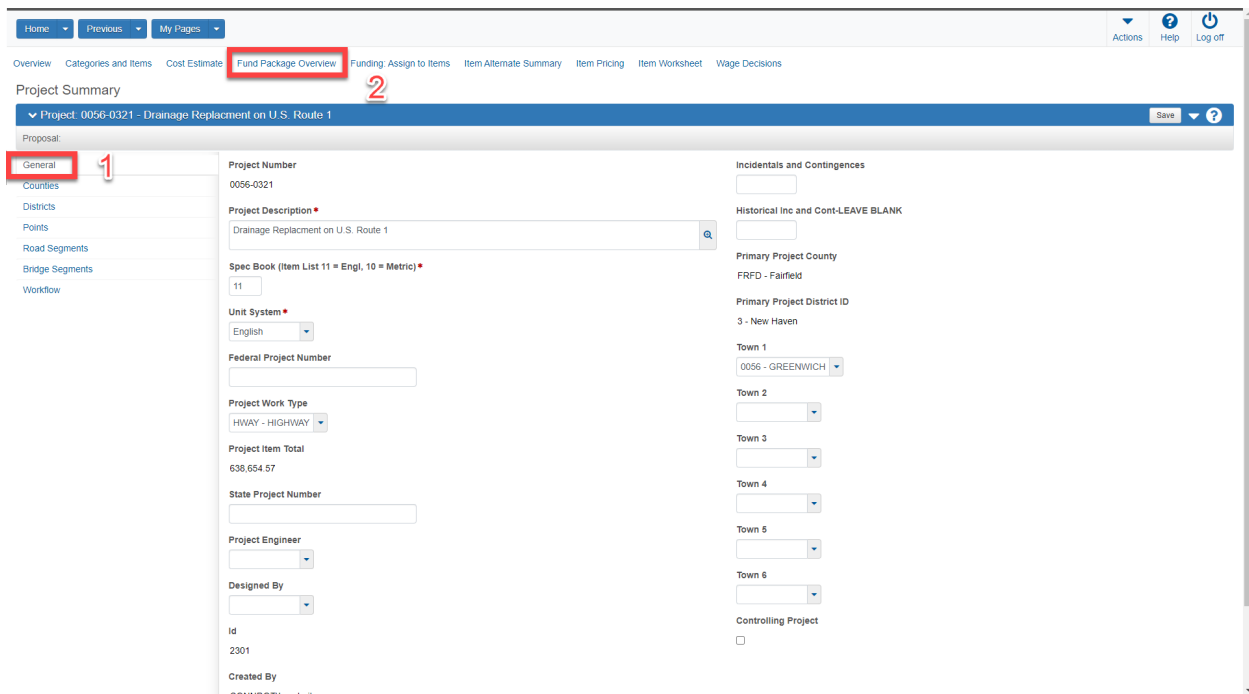 Home
Previous
My Pages
Actions
Help
Log off
Overview
Categories and Items
Cost Estimate
Fund Package Overview
Funding: Assign to Items
Item Alternate Summary
Item Pricing
Item Worksheet
Wage Decisions
2
Project Summary
Project: 0056-0321 - Drainage Replacment on U.S. Route 1
Save
Proposal:
General
1
Counties
Districts
Points
Road Segments
Bridge Segments
Workflow
Project Number
0056-0321
Project Description*
Drainage Replacment on U.S. Route 1
Spec Book (Item List 11 = Engl, 10 = Metric)*
11
Unit System*
English
Federal Project Number
Project Work Type
HWAY - HIGHWAY
Project Item Total
638,654.57
State Project Number
Project Engineer
Designed By
Id
2301
Created By
Incidentals and Contingences
Historical Inc and Cont-LEAVE BLANK
Primary Project County
FRFD - Fairfield
Primary Project District ID
3 - New Haven
Town 1
0056 - GREENWICH
Town 2
Town 3
Town 4
Town 5
Town 6
Controlling Project